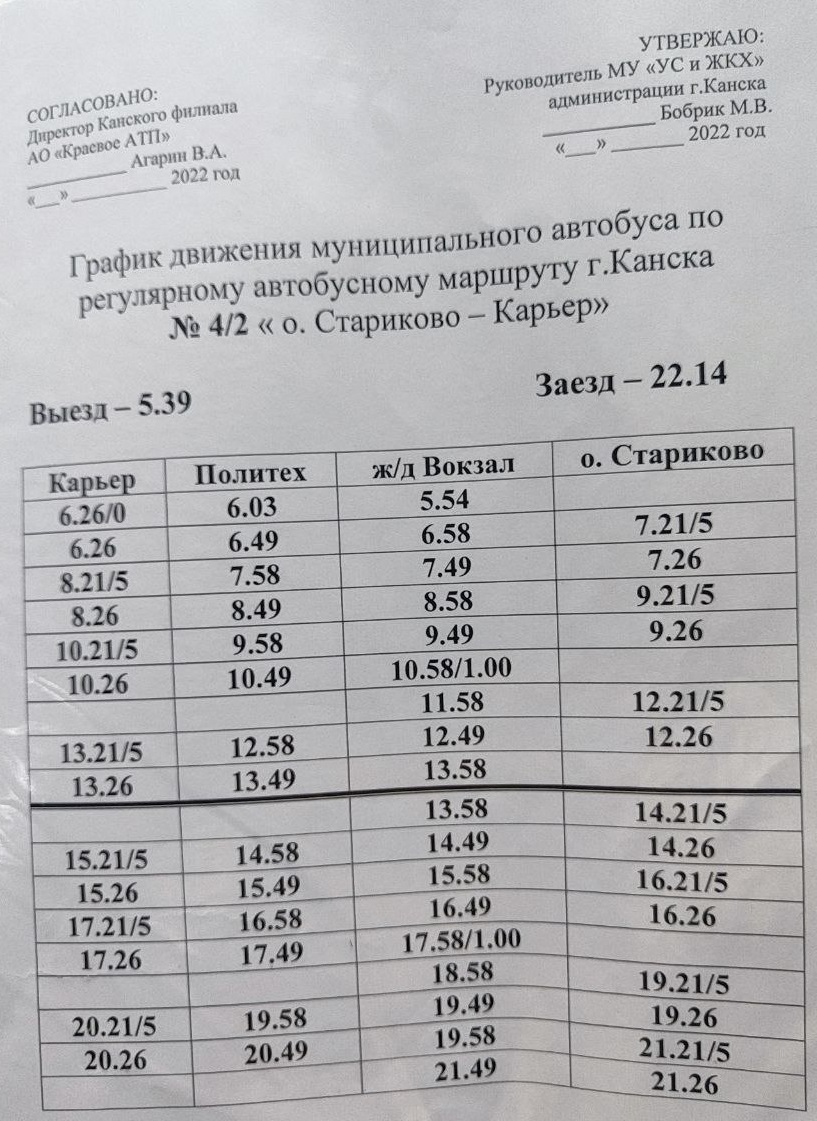 СОГЛАСОВАНО:
Директор Канского филиала
АО «Краевое АТП»
__________ Агарин В.А.
«___» __________ 2022 год
УТВЕРЖАЮ:
Руководитель МУ «УС и ЖКХ»
администрации г.Канска
____________ Бобрик М.В.
«___» ________ 2022 год
График движения муниципального автобуса по
регулярному автобусному маршруту г.Канска
№ 4/2 « о. Стариково – Карьер»
Выезд – 5.39 Заезд – 22.14
Карьер Политех ж/д Вокзал о. Стариково
6.26/0 6.03 5.54
6.26 6.49 6.58 7.21/5
8.21/5 7.58 7.49 7.26
8.26 8.49 8.58 9.21/5
10.21/5 9.58 9.49 9.26
10.26 10.49 10.58/1.00
11.58 12.21/5
13.21/5 12.58 12.49 12.26
13.26 13.49 13.58
13.58 14.21/5
15.21/5 14.58 14.49 14.26
15.26 15.49 15.58 16.21/5
17.21/5 16.58 16.49 16.26
17.26 17.49 17.58/1.00
18.58 19.21/5
20.21/5 19.58 19.49 19.26
20.26 20.49 19.58 21.21/5
21.49 21.26